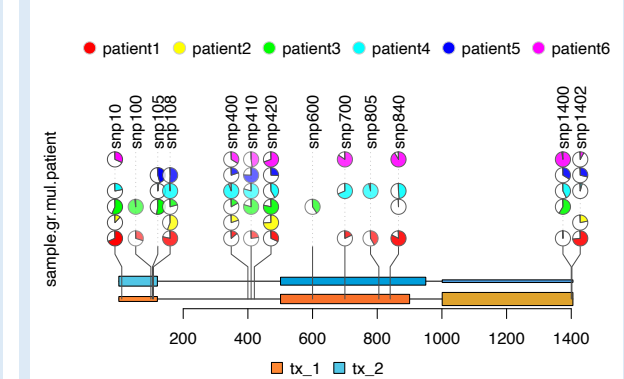 patient1 patient2 patient3 patient4 patient5 patient6
snp10 snp100 snp105 snp108 snp400 snp410 snp420 snp600 snp700 snp805 snp840 snp1400 snp1402
sample.gr.mul.patient
200 400 600 800 1000 1200 1400
tx_1 tx_2